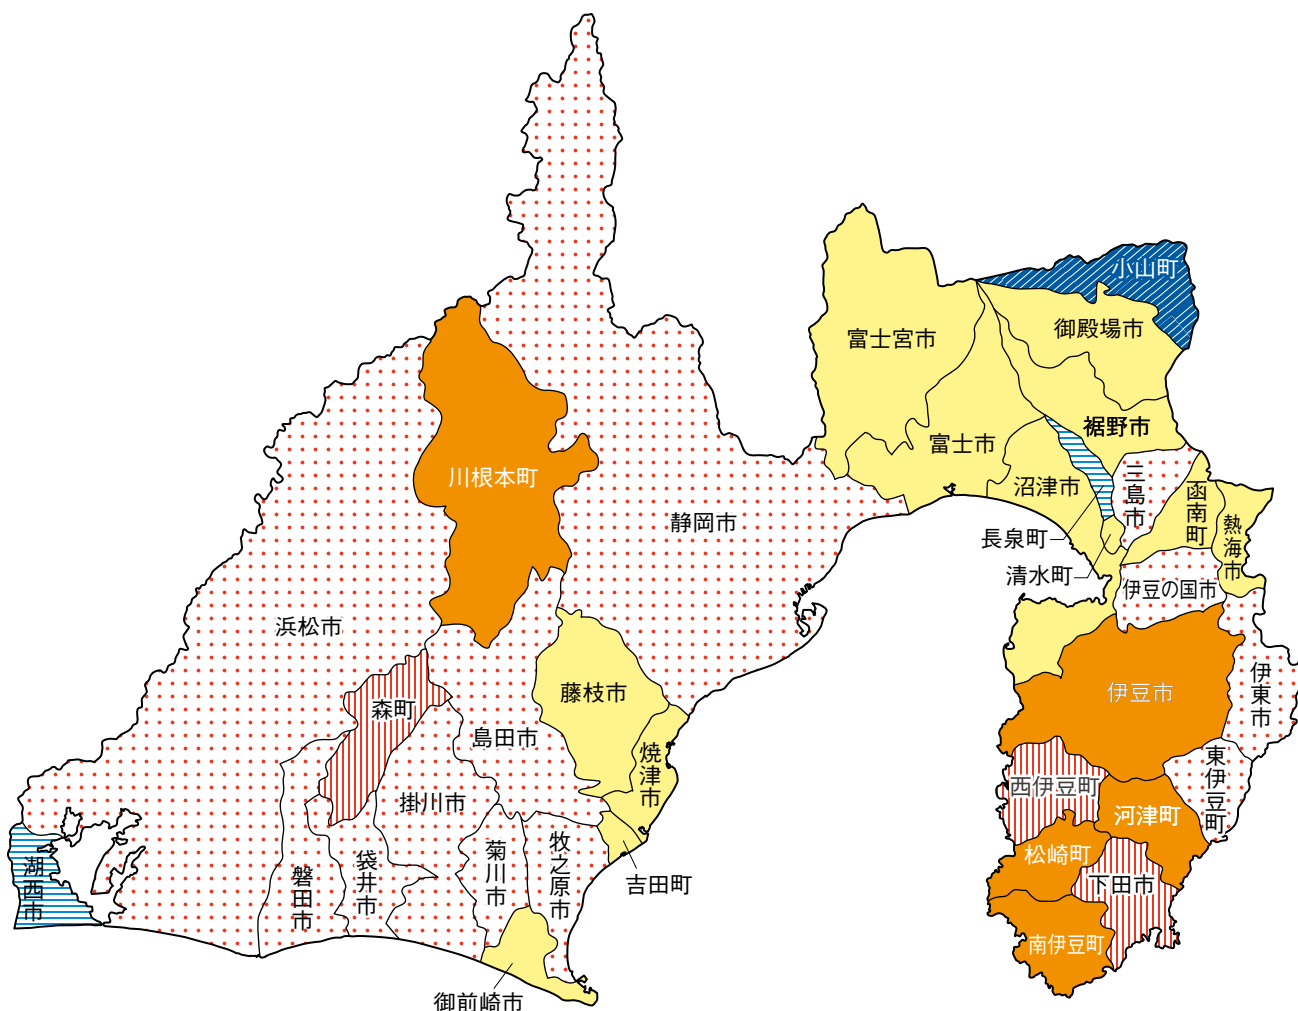 小山町
御殿場市
富士宮市
裾野市
富士市
三島市
川根本町
沼津市
函南町
静岡市
熱海市
長泉町
清水町
伊豆の国市
浜松市
藤枝市
伊豆市
伊東市
森町
島田市
焼津市
東伊豆町
西伊豆町
掛川市
河津町
牧之原市
菊川市
松崎町
湖西市
磐田市
袋井市
吉田町
下田市
南伊豆町
御前崎市